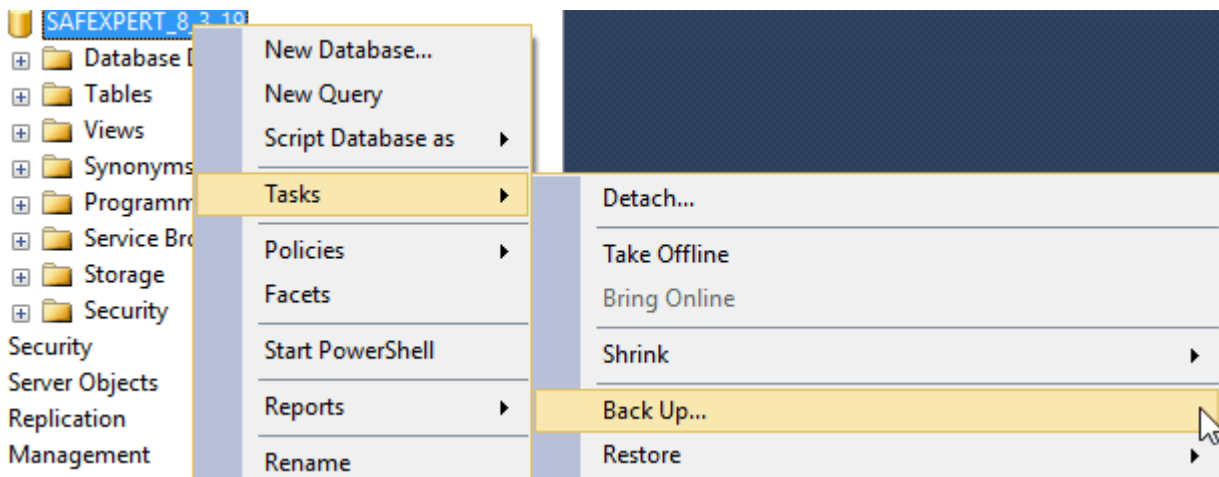 SAFEXPERT_8_3_19
Database
Tables
Views
Synonyms
Programm
Service Bro
Storage
Security
Security
Server Objects
Replication
Management
New Database...
New Query
Script Database as
Tasks
Policies
Facets
Start PowerShell
Reports
Rename
Detach...
Take Offline
Bring Online
Shrink
Back Up...
Restore